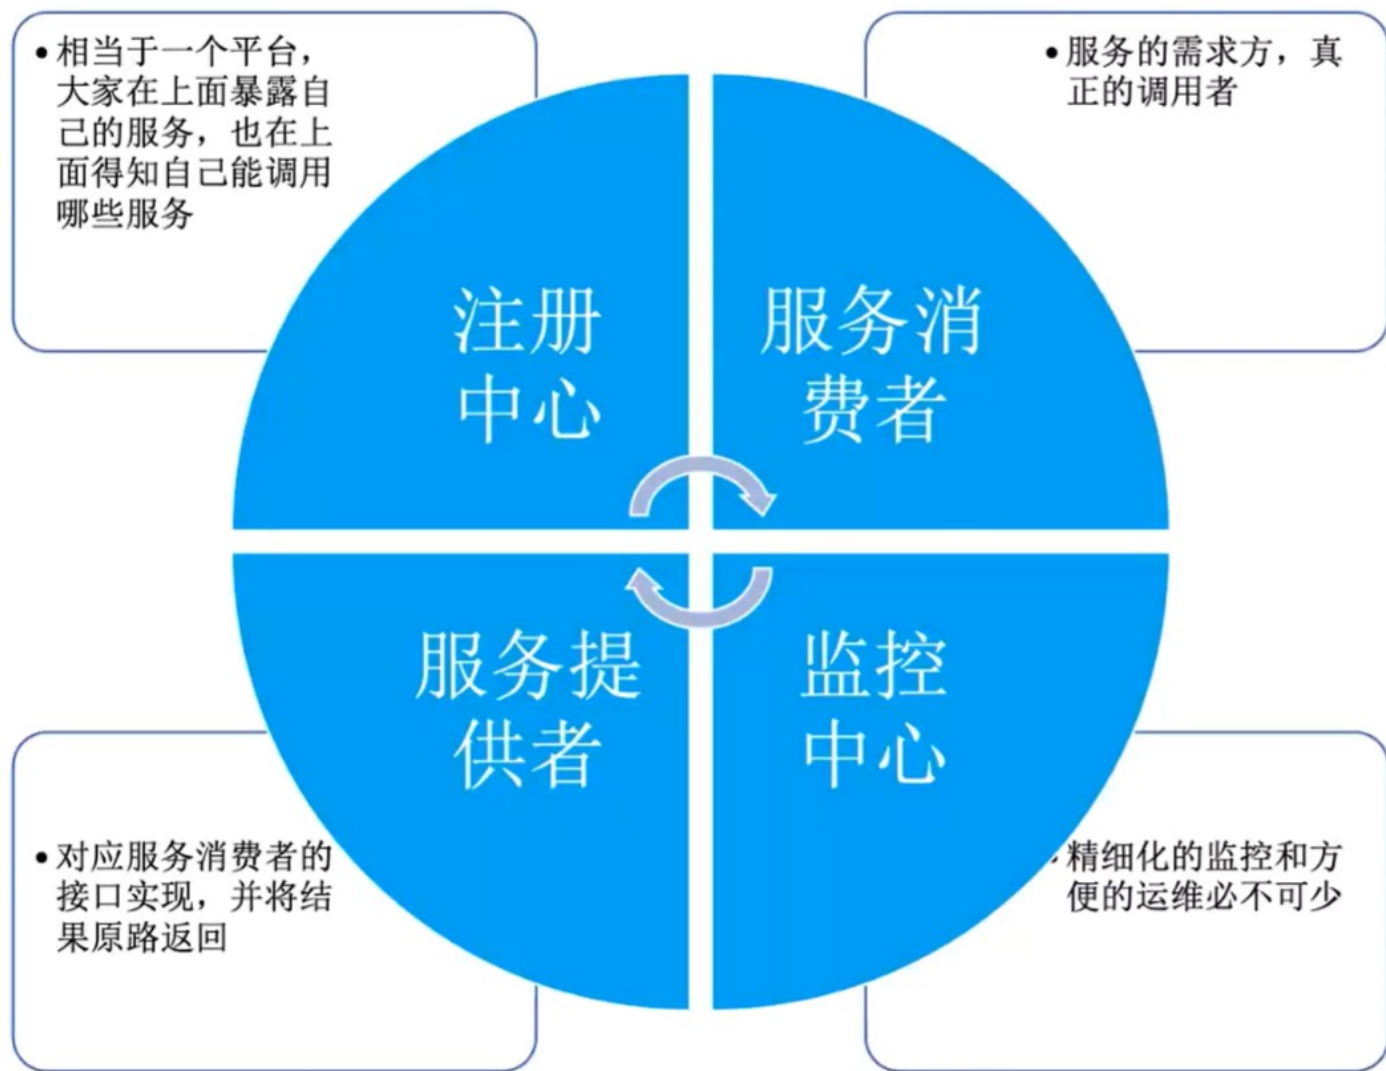 • 相当于一个平台，
大家在上面暴露自
己的服务，也在上
面得知自己能调用
哪些服务
• 服务的需求方，真
正的调用者
注册
中心
服务消
费者
服务提
供者
监控
中心
• 对应服务消费者的
接口实现，并将结
果原路返回
• 精细化的监控和方
便的运维必不可少